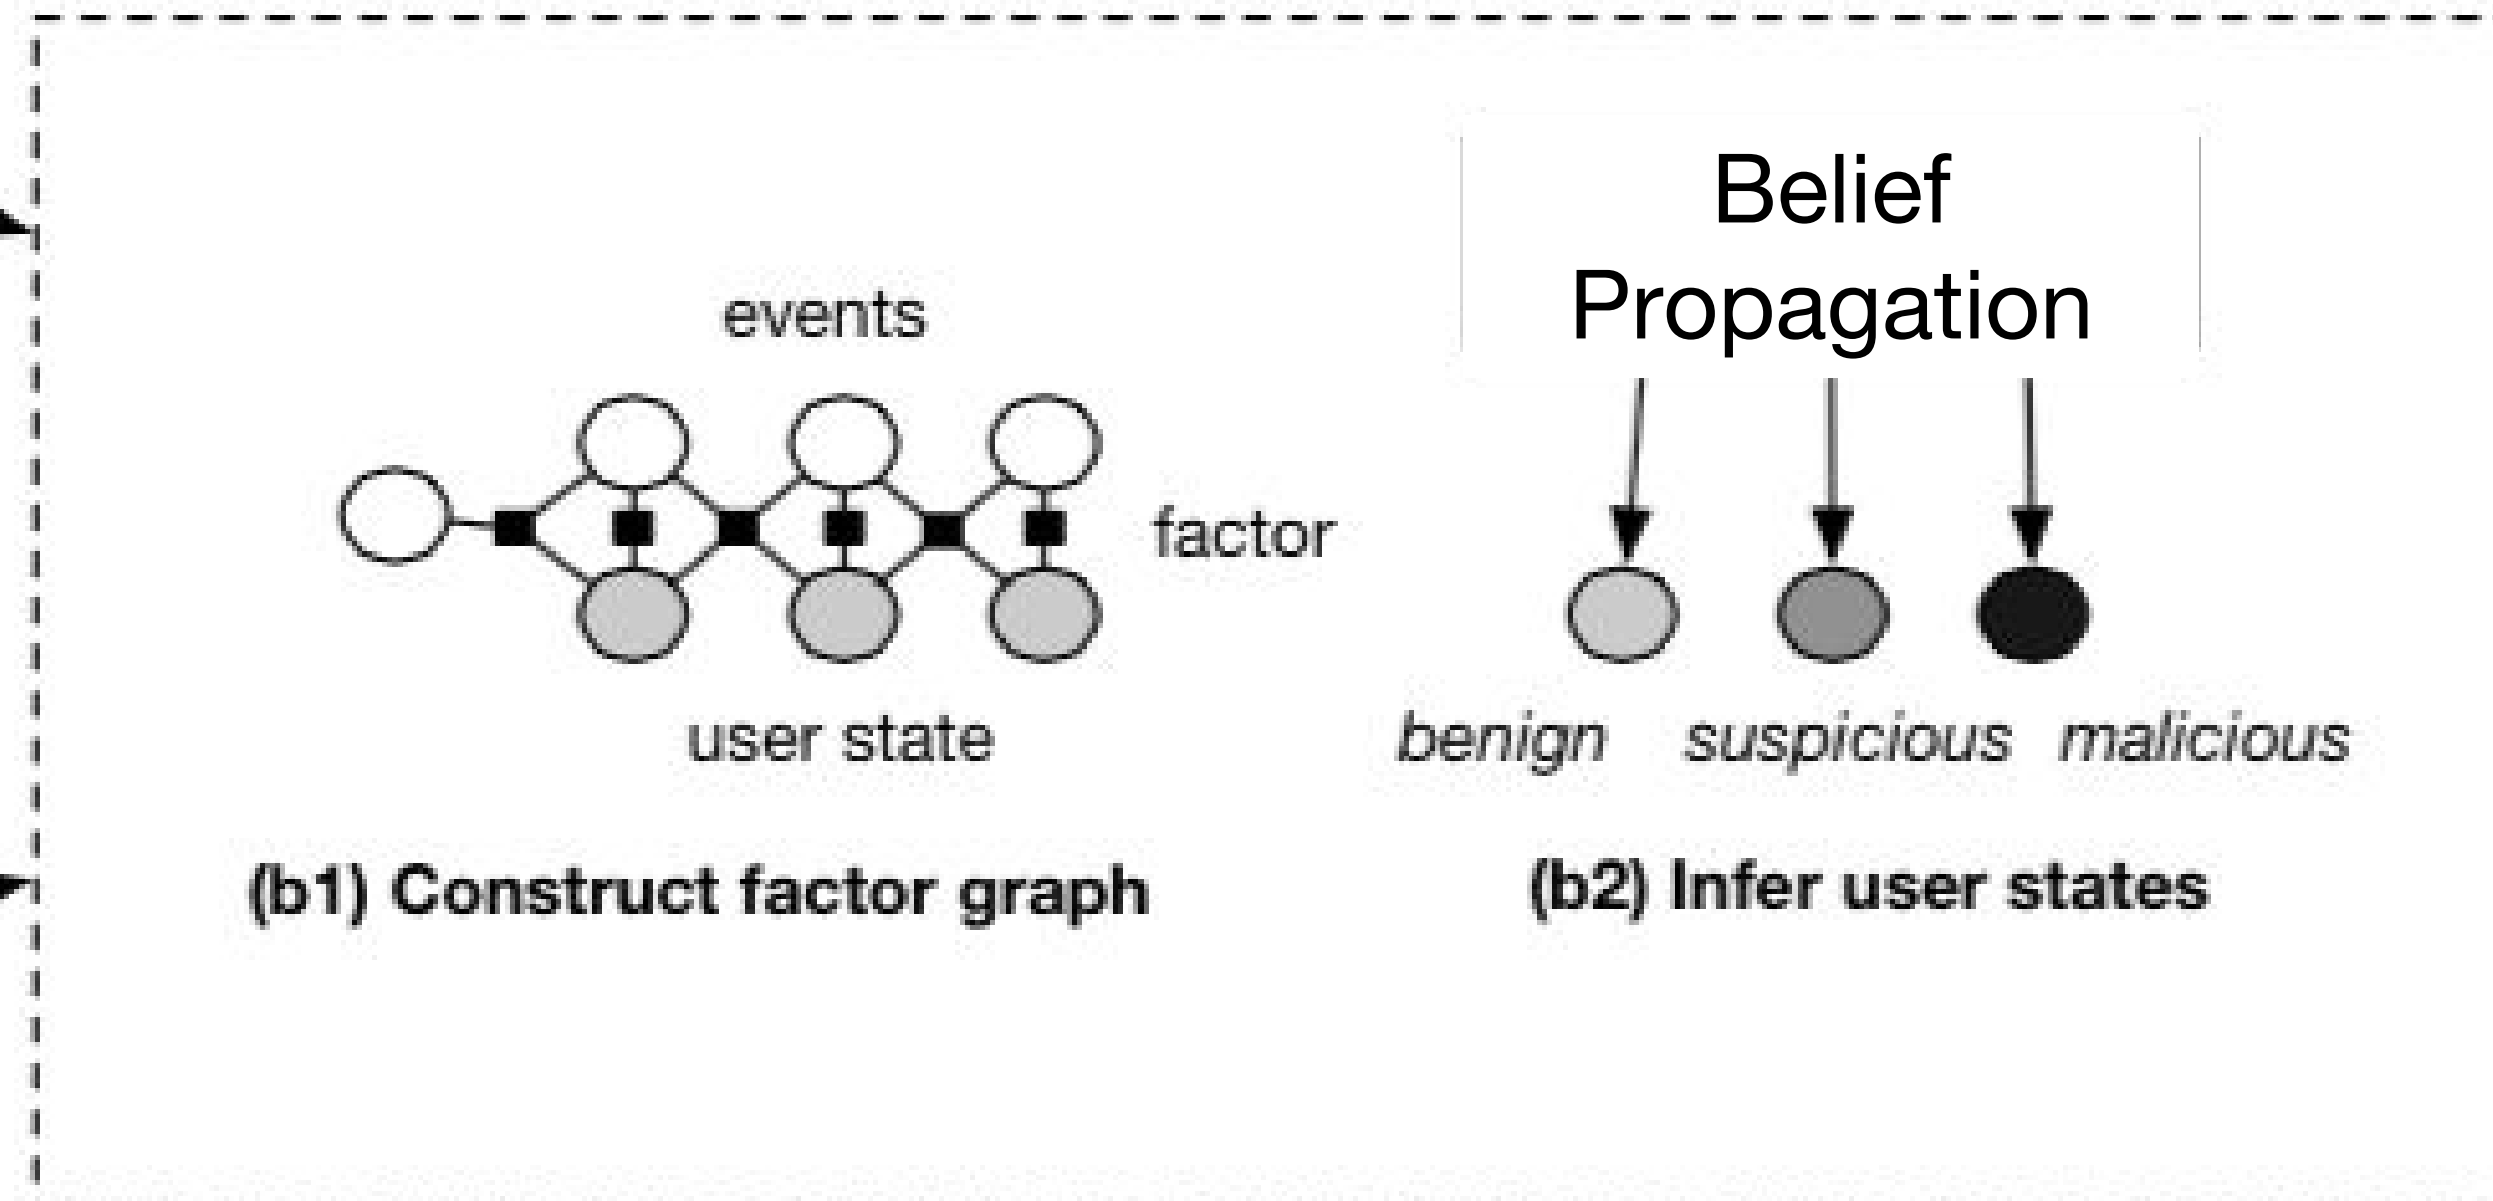 events
factor
user state
(b1) Construct factor graph
Belief
Propagation
benign suspicious malicious
(b2) Infer user states